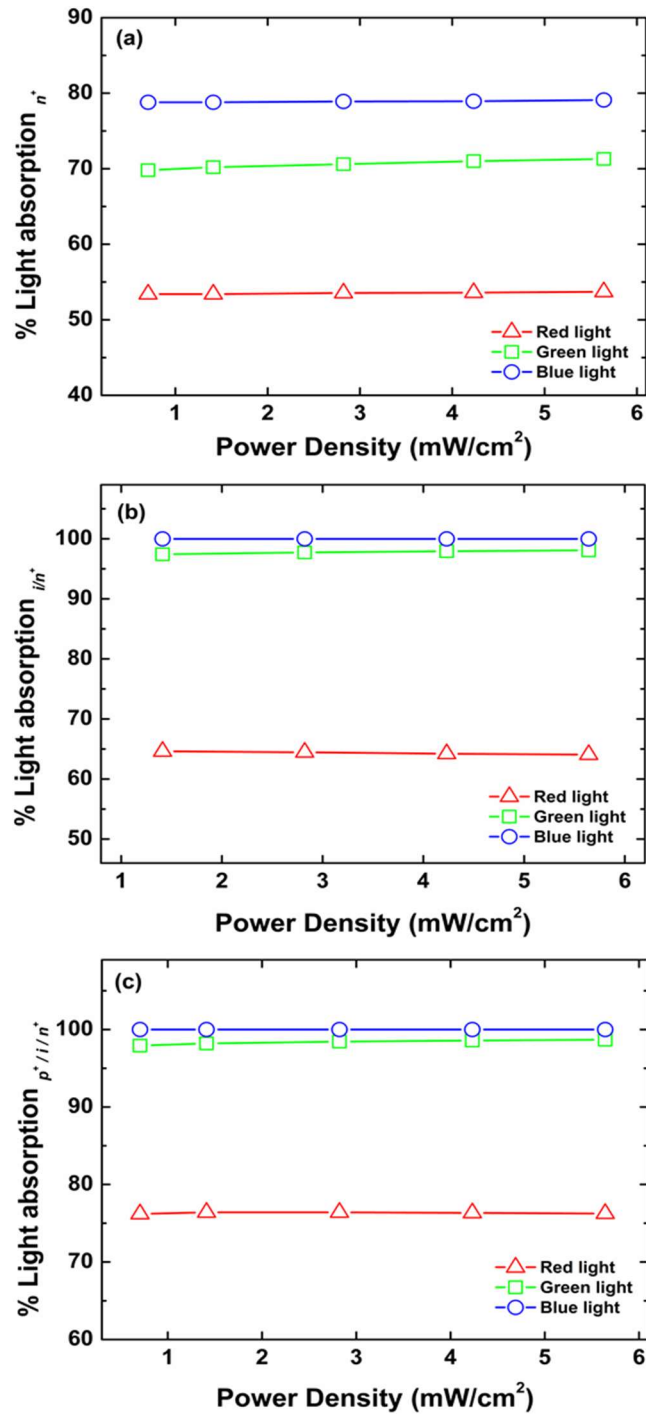 (a)
% Light absorption n⁺
90
80
70
60
50
40
Red light
Green light
Blue light
1 2 3 4 5 6
Power Density (mW/cm²)
(b)
% Light absorption i/n⁺
100
90
80
70
60
50
Red light
Green light
Blue light
1 2 3 4 5 6
Power Density (mW/cm²)
(c)
% Light absorption p⁺/i/n⁺
100
90
80
70
60
Red light
Green light
Blue light
1 2 3 4 5 6
Power Density (mW/cm²)